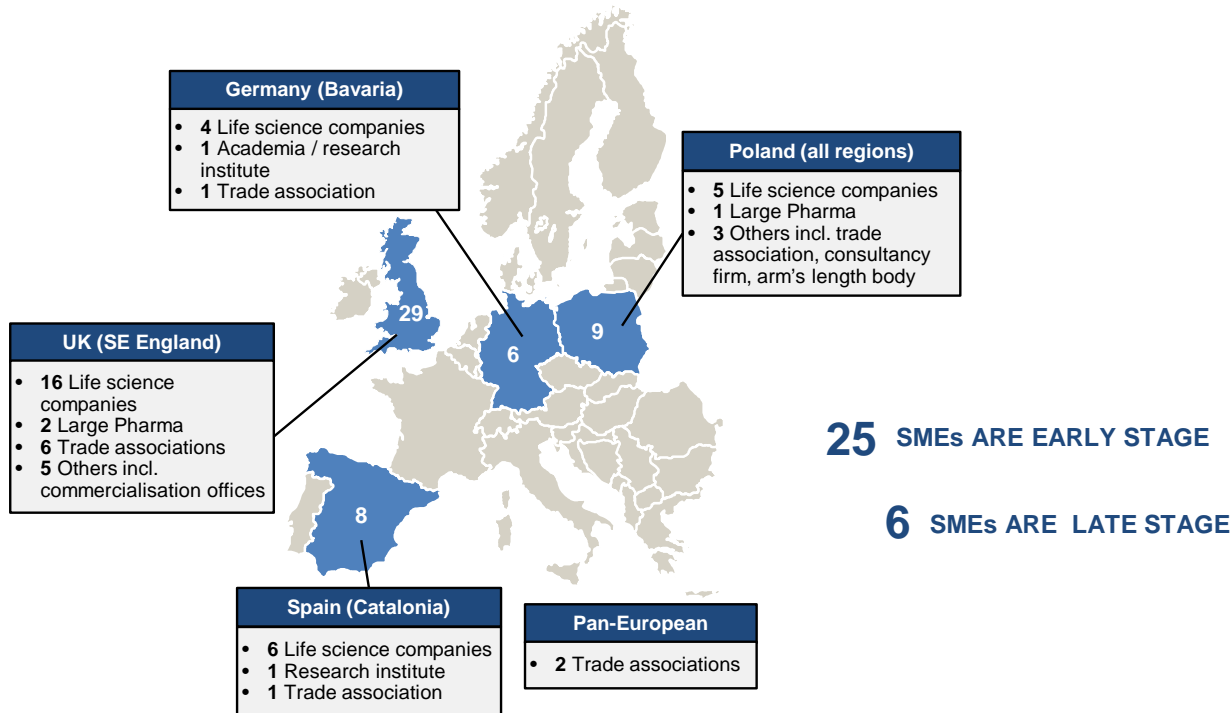 Germany (Bavaria)
• 4 Life science companies
• 1 Academia / research
institute
• 1 Trade association
Poland (all regions)
• 5 Life science companies
• 1 Large Pharma
• 3 Others incl. trade
association, consultancy
firm, arm's length body
29
9
6
UK (SE England)
• 16 Life science
companies
• 2 Large Pharma
• 6 Trade associations
• 5 Others incl.
commercialisation offices
25 SMEs ARE EARLY STAGE
8
6 SMEs ARE LATE STAGE
Spain (Catalonia)
• 6 Life science companies
• 1 Research institute
• 1 Trade association
Pan-European
• 2 Trade associations